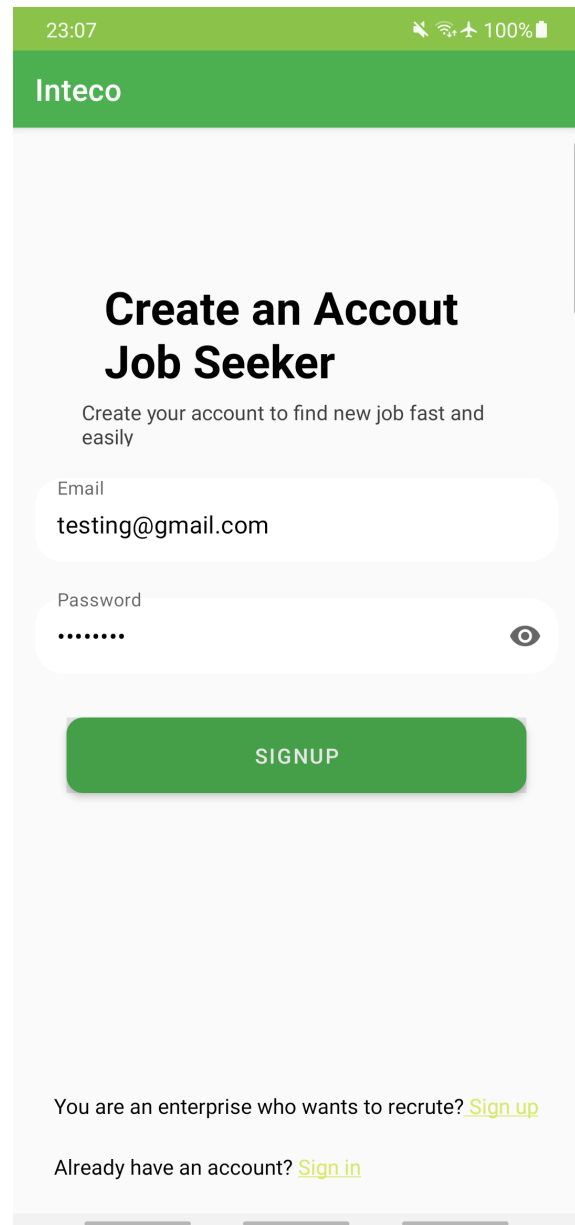 23:07 100%
Inteco
Create an Accout
Job Seeker
Create your account to find new job fast and
easily
Email
testing@gmail.com
Password
••••••••
SIGNUP
You are an enterprise who wants to recrute? Sign up
Already have an account? Sign in